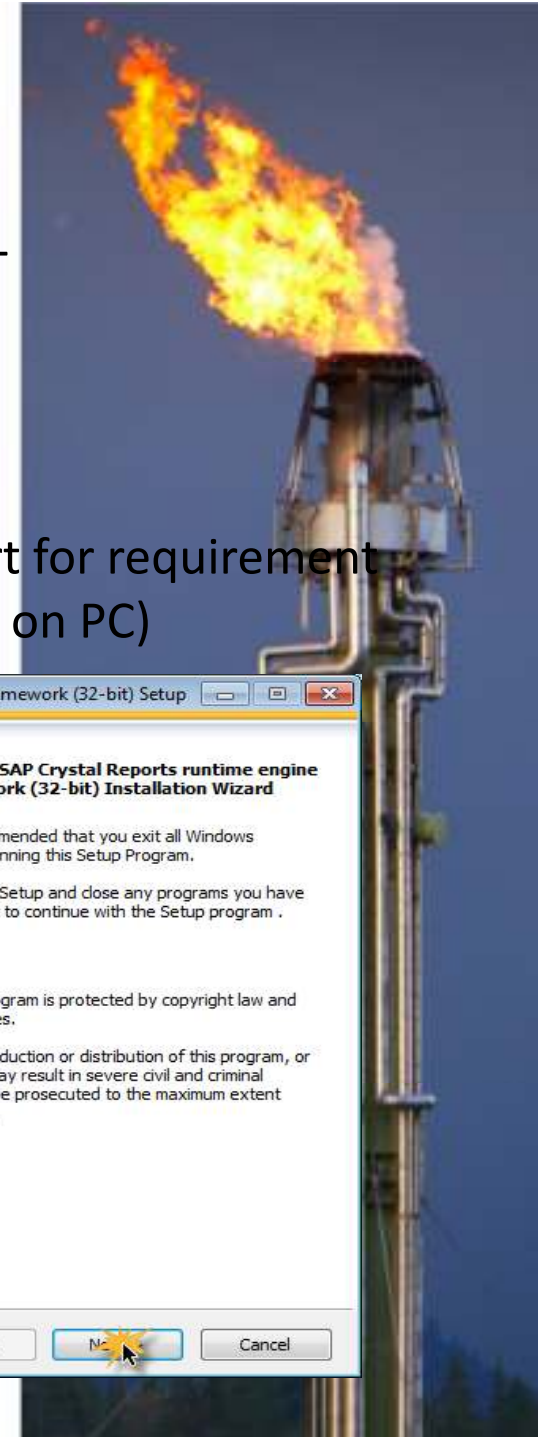 rt for requirement
on PC)
mework (32-bit) Setup
SAP Crystal Reports runtime engine
ork (32-bit) Installation Wizard
mended that you exit all Windows
nning this Setup Program.
Setup and close any programs you have
to continue with the Setup program .
gram is protected by copyright law and
es.
duction or distribution of this program, or
ay result in severe civil and criminal
e prosecuted to the maximum extent
Cancel